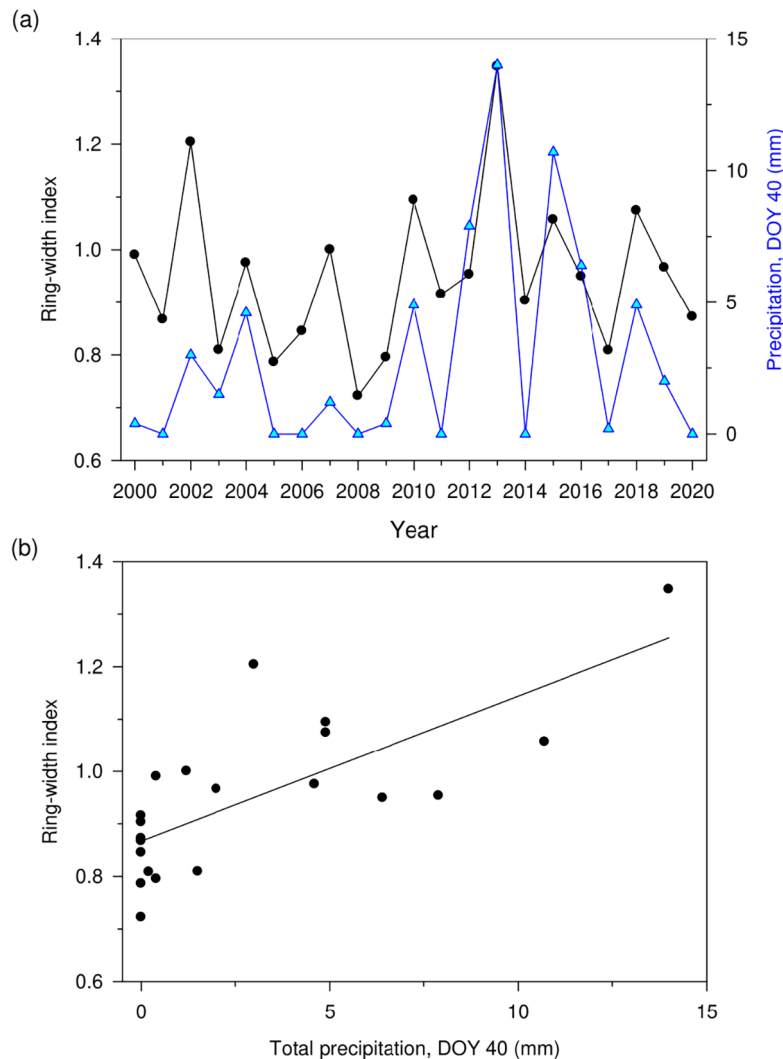 (a)
1.4
1.2
1.0
0.8
0.6
Ring-width index
15
10
5
0
Precipitation, DOY 40 (mm)
2000 2002 2004 2006 2008 2010 2012 2014 2016 2018 2020
Year
(b)
1.4
1.2
1.0
0.8
0.6
Ring-width index
0 5 10 15
Total precipitation, DOY 40 (mm)